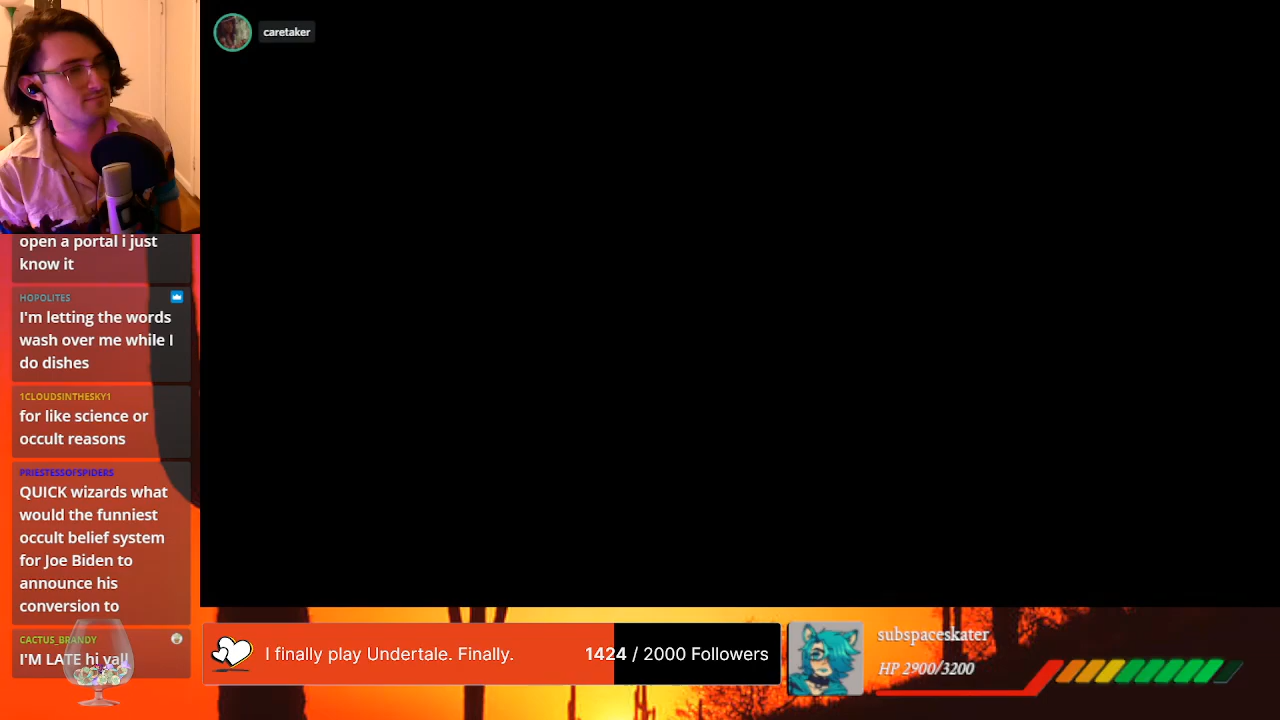 caretaker
open a portal i just
know it
HOPOLITES
I'm letting the words
wash over me while I
do dishes
1CLOUDSINTHESKY1
for like science or
occult reasons
PRIESTESSOFSPIDERS
QUICK wizards what
would the funniest
occult belief system
for Joe Biden to
announce his
conversion to
CACTUS_BRANDY
I'M LATE hi yall
I finally play Undertale. Finally.
1424 / 2000 Followers
subspaceskater
HP 2900/3200